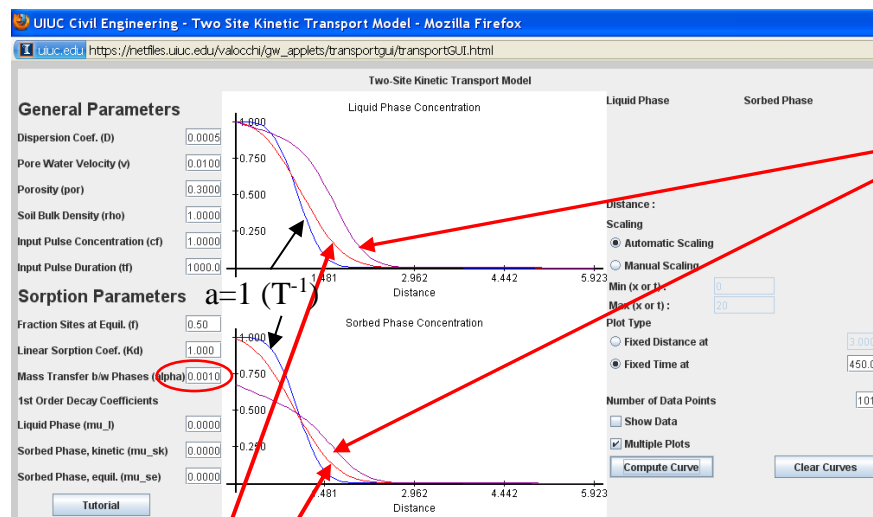 UIUC Civil Engineering - Two Site Kinetic Transport Model - Mozilla Firefox
uiuc.edu https://netfiles.uiuc.edu/valocchi/gw_applets/transportgui/transportGUI.html
Two-Site Kinetic Transport Model
General Parameters
Dispersion Coef. (D) 0.0005
Pore Water Velocity (v) 0.0100
Porosity (por) 0.3000
Soil Bulk Density (rho) 1.0000
Input Pulse Concentration (cf) 1.0000
Input Pulse Duration (tf) 1000.0
Sorption Parameters
Fraction Sites at Equil. (f) 0.50
Linear Sorption Coef. (Kd) 1.000
Mass Transfer b/w Phases (alpha) 0.0010
1st Order Decay Coefficients
Liquid Phase (mu_l) 0.0000
Sorbed Phase, kinetic (mu_sk) 0.0000
Sorbed Phase, equil. (mu_se) 0.0000
Tutorial
Liquid Phase Concentration
1.000
0.750
0.500
0.250
1.481 2.962 4.442 5.923
Distance
a=1 (T-1)
Sorbed Phase Concentration
1.000
0.750
0.500
0.250
1.481 2.962 4.442 5.923
Distance
Liquid Phase Sorbed Phase
Distance :
Scaling
Automatic Scaling
Manual Scaling
Min (x or t) : 0
Max (x or t) : 20
Plot Type
Fixed Distance at 3.000
Fixed Time at 450.0
Number of Data Points 101
Show Data
Multiple Plots
Compute Curve Clear Curves